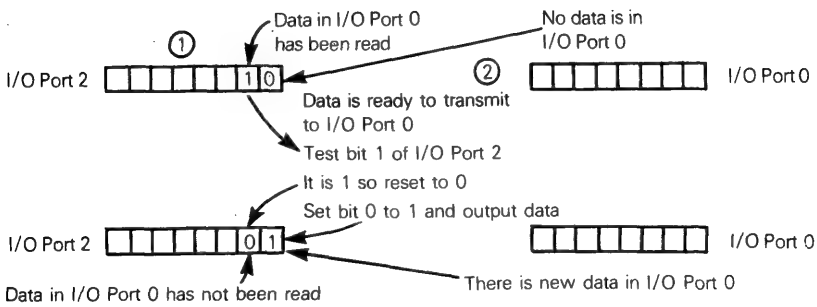 Data in I/O Port 0
has been read
No data is in
I/O Port 0
1
I/O Port 2
1 0
2
I/O Port 0
Data is ready to transmit
to I/O Port 0
Test bit 1 of I/O Port 2
It is 1 so reset to 0
Set bit 0 to 1 and output data
I/O Port 2
0 1
I/O Port 0
Data in I/O Port 0 has not been read
There is new data in I/O Port 0